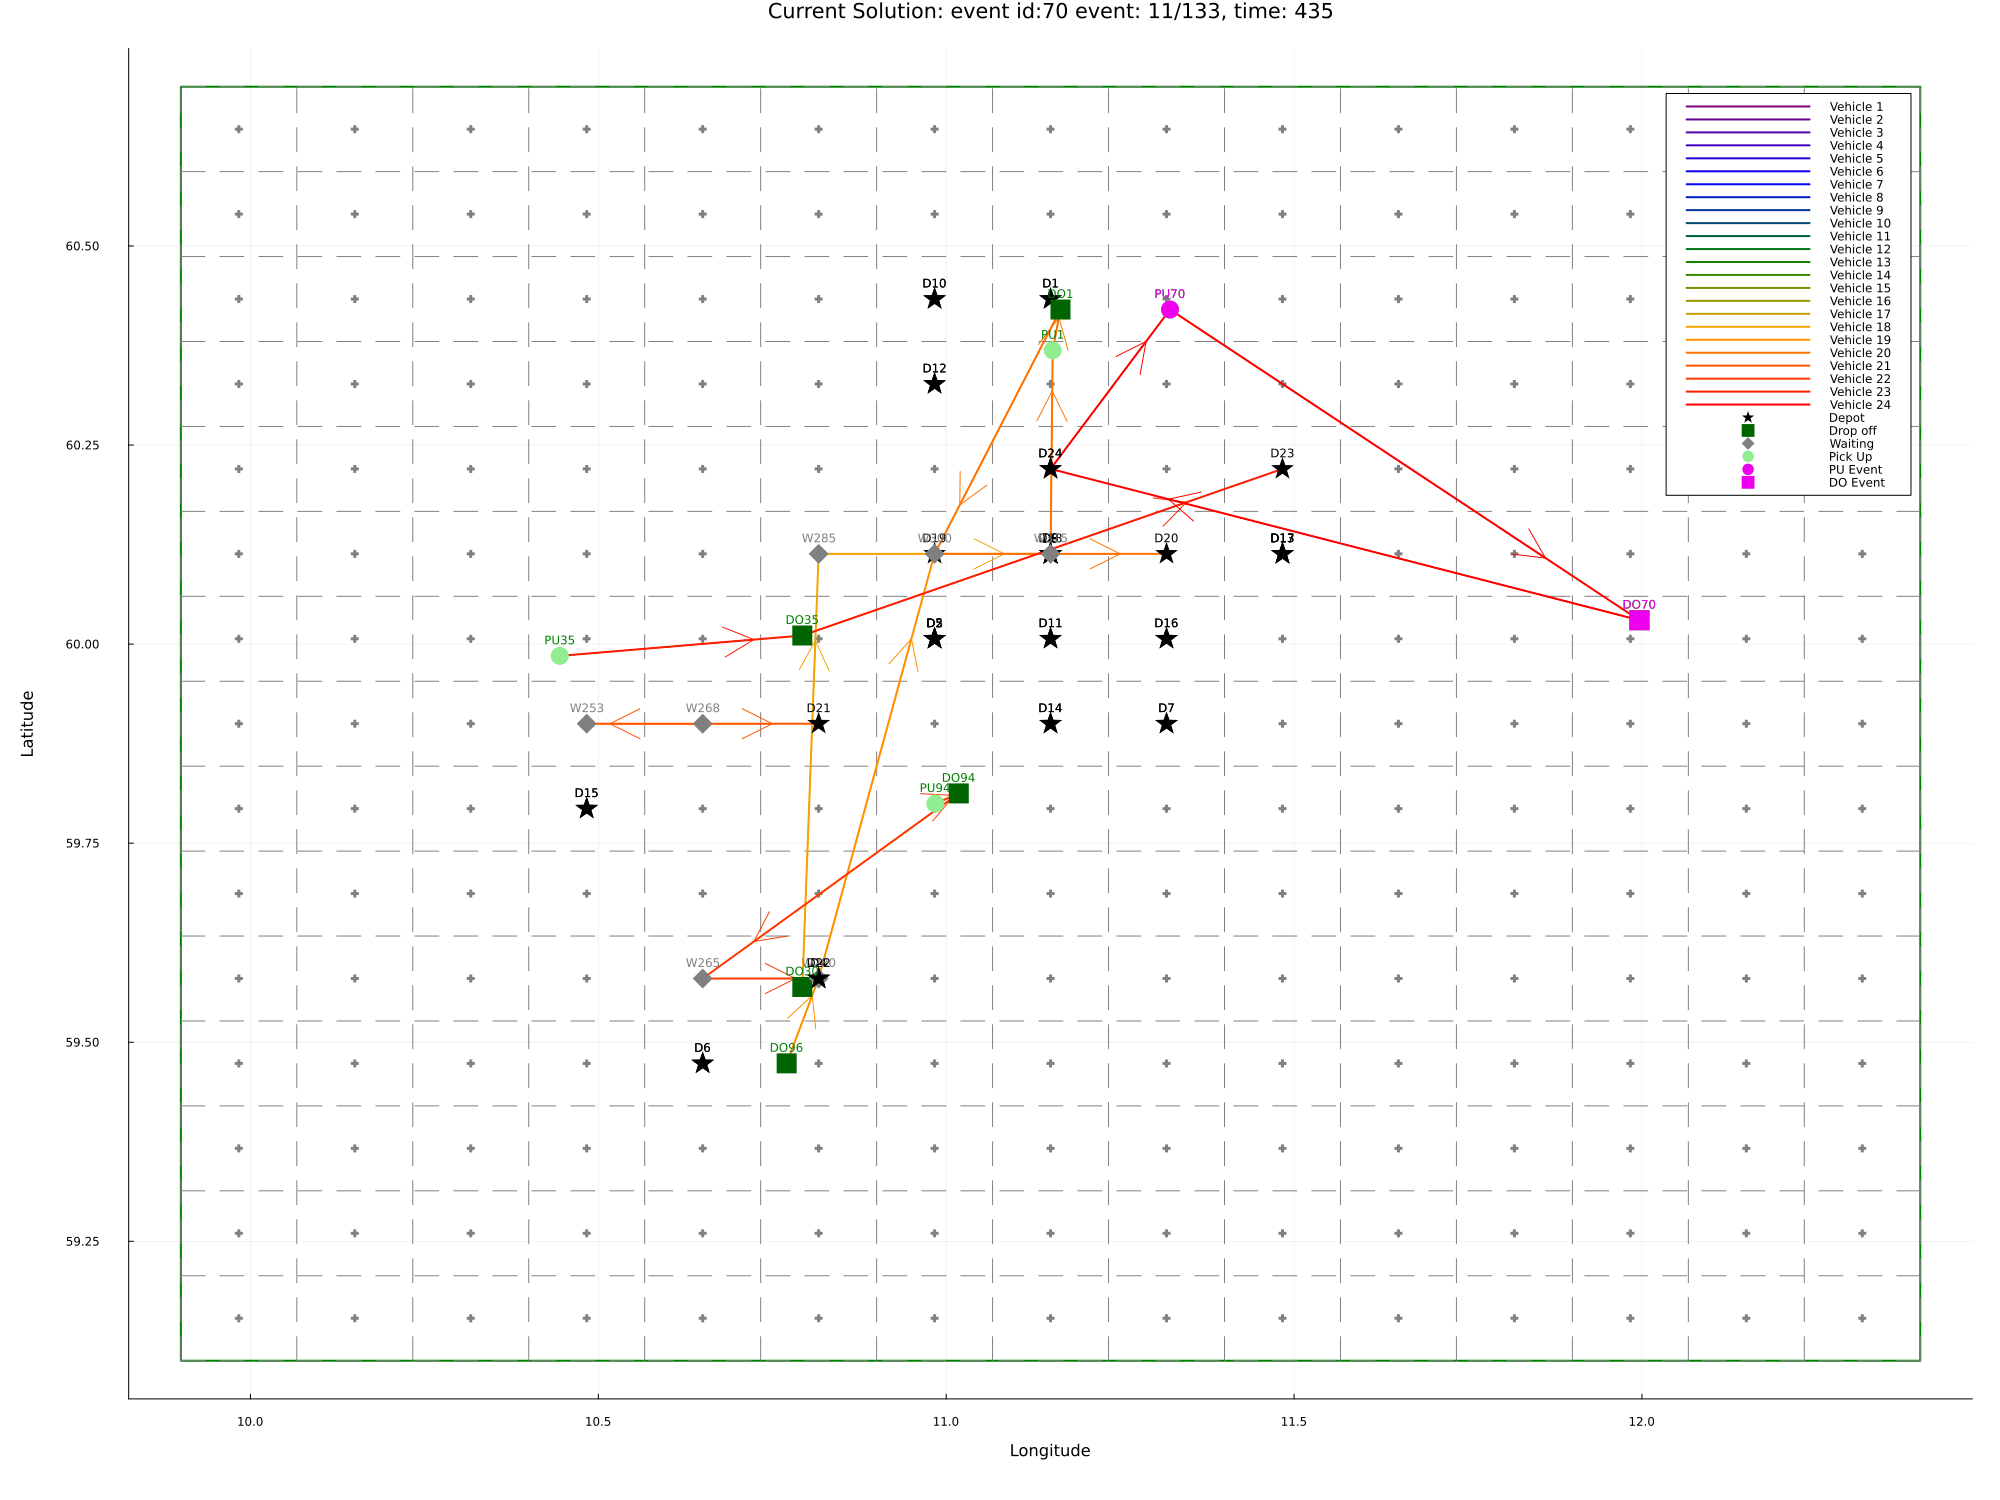 Current Solution: event id:70 event: 11/133, time: 435
Vehicle 1
Vehicle 2
Vehicle 3
Vehicle 4
Vehicle 5
Vehicle 6
Vehicle 7
Vehicle 8
Vehicle 9
Vehicle 10
Vehicle 11
Vehicle 12
Vehicle 13
Vehicle 14
Vehicle 15
Vehicle 16
Vehicle 17
Vehicle 18
Vehicle 19
Vehicle 20
Vehicle 21
Vehicle 22
Vehicle 23
Vehicle 24
Depot
Drop off
Waiting
Pick Up
PU Event
DO Event
60.50
D10
D1
DO1
PU70
PU1
D12
60.25
D24
D23
W285
D19
D20
DO70
DO35
D11
D16
PU35
60.00
W253
W268
D21
D14
D7
Latitude
D15
DO94
PU94
59.75
W265
D22
DO30
59.50
D6
DO96
59.25
10.0
10.5
11.0
11.5
12.0
Longitude